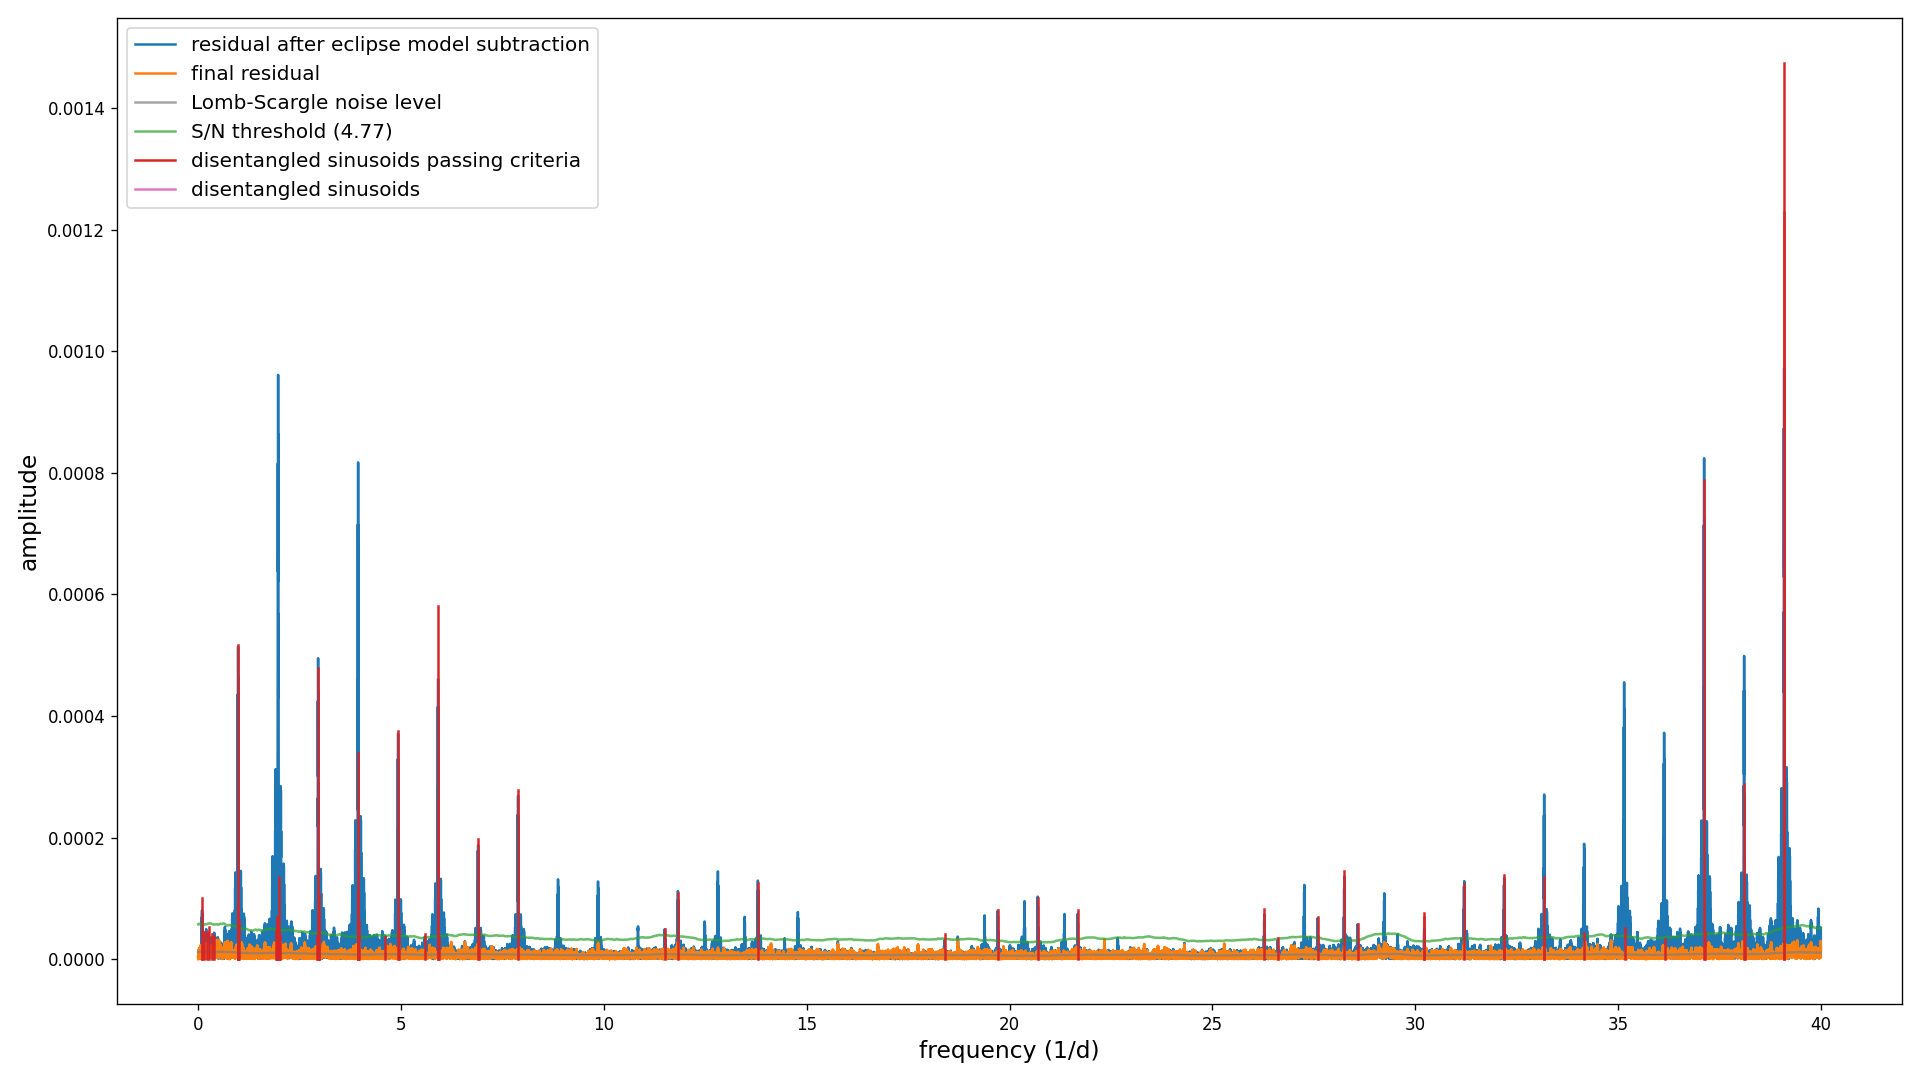 residual after eclipse model subtraction
final residual
Lomb-Scargle noise level
S/N threshold (4.77)
disentangled sinusoids passing criteria
disentangled sinusoids
amplitude
0.0014
0.0012
0.0010
0.0008
0.0006
0.0004
0.0002
0.0000
0 5 10 15 20 25 30 35 40
frequency (1/d)